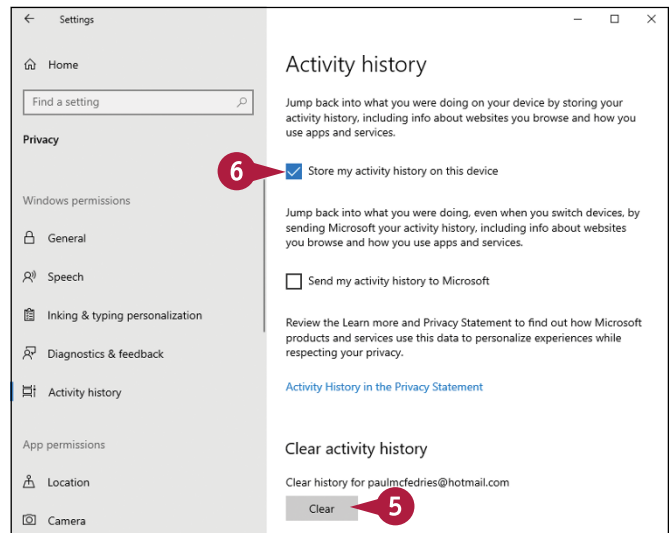 Settings
Home
Find a setting
Privacy
Windows permissions
General
Speech
Inking & typing personalization
Diagnostics & feedback
Activity history
App permissions
Location
Camera
Activity history
Jump back into what you were doing on your device by storing your
activity history, including info about websites you browse and how you
use apps and services.
6
Store my activity history on this device
Jump back into what you were doing, even when you switch devices, by
sending Microsoft your activity history, including info about websites
you browse and how you use apps and services.
Send my activity history to Microsoft
Review the Learn more and Privacy Statement to find out how Microsoft
products and services use this data to personalize experiences while
respecting your privacy.
Activity History in the Privacy Statement
Clear activity history
Clear history for paulmcfedries@hotmail.com
Clear
5